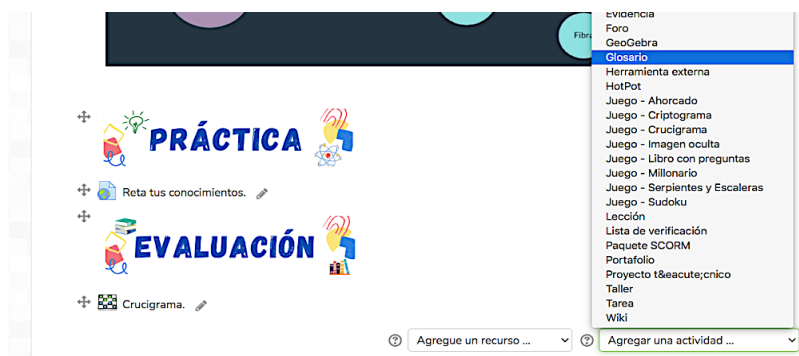 Fibra
PRÁCTICA
Reta tus conocimientos.
EVALUACIÓN
Crucigrama.
Agregue un recurso ...
Agregar una actividad ...
Evidencia
Foro
GeoGebra
Glosario
Herramienta externa
HotPot
Juego - Ahorcado
Juego - Criptograma
Juego - Crucigrama
Juego - Imagen oculta
Juego - Libro con preguntas
Juego - Millonario
Juego - Serpientes y Escaleras
Juego - Sudoku
Lección
Lista de verificación
Paquete SCORM
Portafolio
Proyecto t&eacute;cnico
Taller
Tarea
Wiki